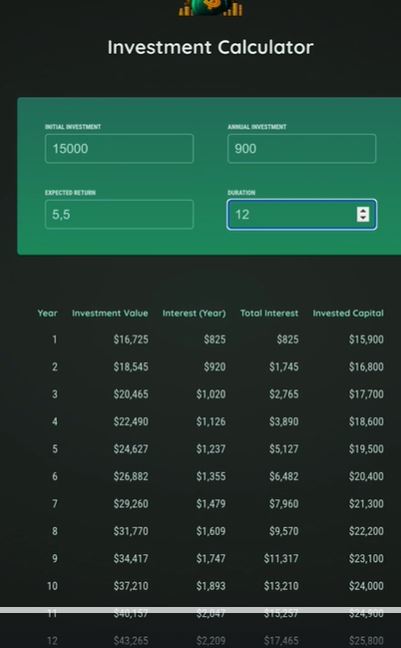 Investment Calculator
INITIAL INVESTMENT ANNUAL INVESTMENT
15000 900
EXPECTED RETURN DURATION
5,5 12
Year Investment Value Interest (Year) Total Interest Invested Capital
1 $16,725 $825 $825 $15,900
2 $18,545 $920 $1,745 $16,800
3 $20,465 $1,020 $2,765 $17,700
4 $22,490 $1,126 $3,890 $18,600
5 $24,627 $1,237 $5,127 $19,500
6 $26,882 $1,355 $6,482 $20,400
7 $29,260 $1,479 $7,960 $21,300
8 $31,770 $1,609 $9,570 $22,200
9 $34,417 $1,747 $11,317 $23,100
10 $37,210 $1,893 $13,210 $24,000
11 $40,157 $2,047 $15,257 $24,900
12 $43,265 $2,209 $17,465 $25,800